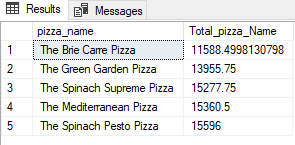 Results Messages
pizza_name Total_pizza_Name
1 The Brie Carre Pizza 11588.4998130798
2 The Green Garden Pizza 13955.75
3 The Spinach Supreme Pizza 15277.75
4 The Mediterranean Pizza 15360.5
5 The Spinach Pesto Pizza 15596